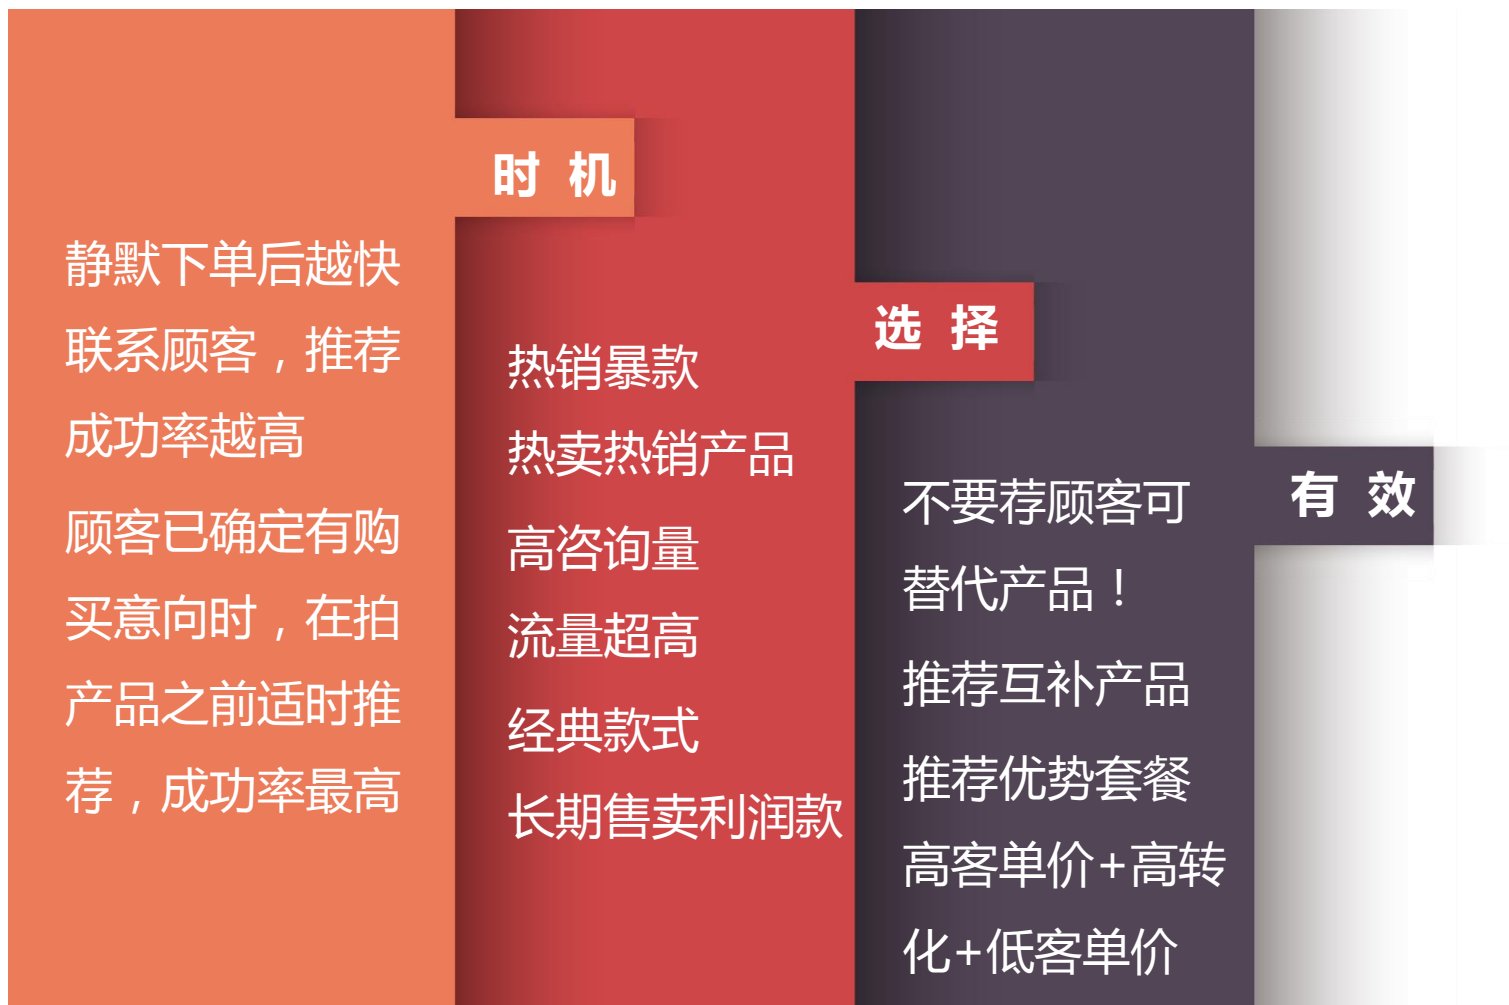 时 机
静默下单后越快
联系顾客，推荐
成功率越高
顾客已确定有购
买意向时，在拍
产品之前适时推
荐，成功率最高
选 择
热销暴款
热卖热销产品
高咨询量
流量超高
经典款式
长期售卖利润款
有 效
不要荐顾客可
替代产品！
推荐互补产品
推荐优势套餐
高客单价+高转
化+低客单价